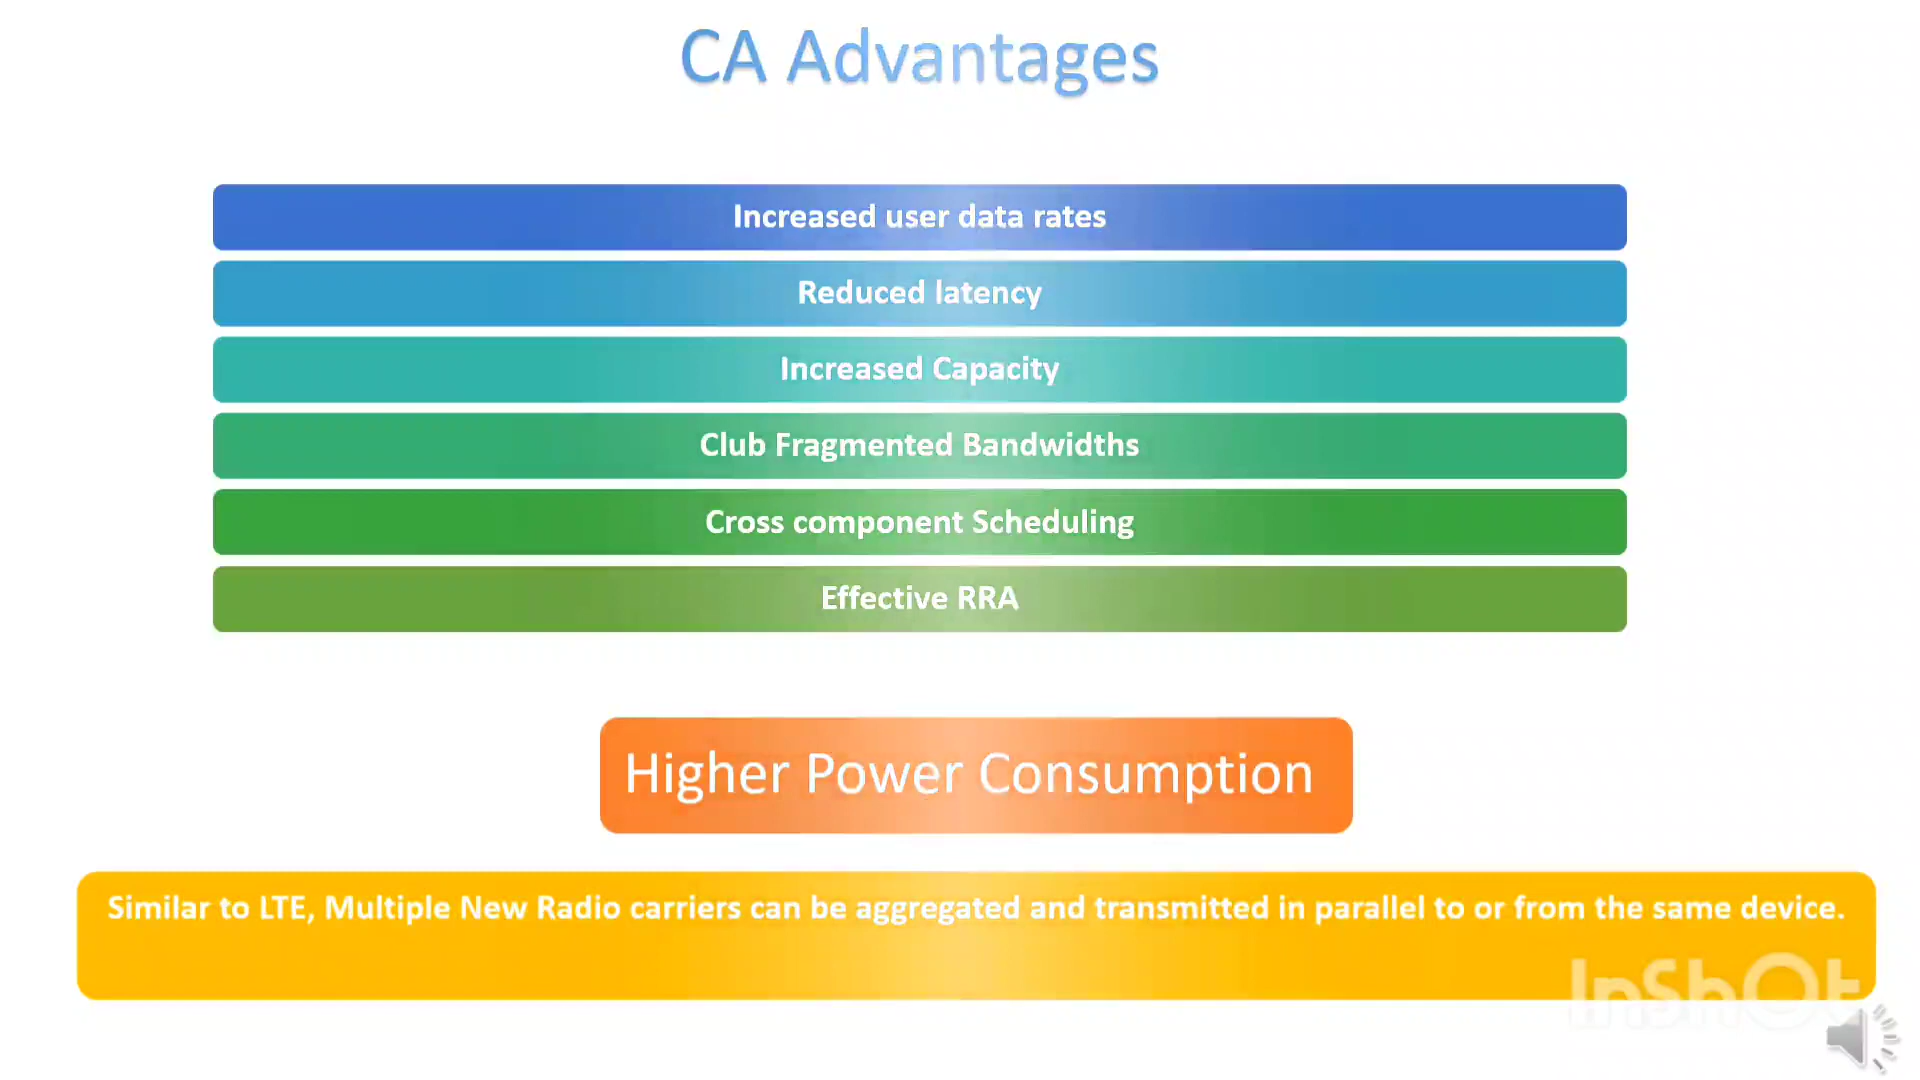 CA Advantages
Increased user data rates
Reduced latency
Increased Capacity
Club Fragmented Bandwidths
Cross component Scheduling
Effective RRA
Higher Power Consumption
Similar to LTE, Multiple New Radio carriers can be aggregated and transmitted in parallel to or from the same device.
InShOt